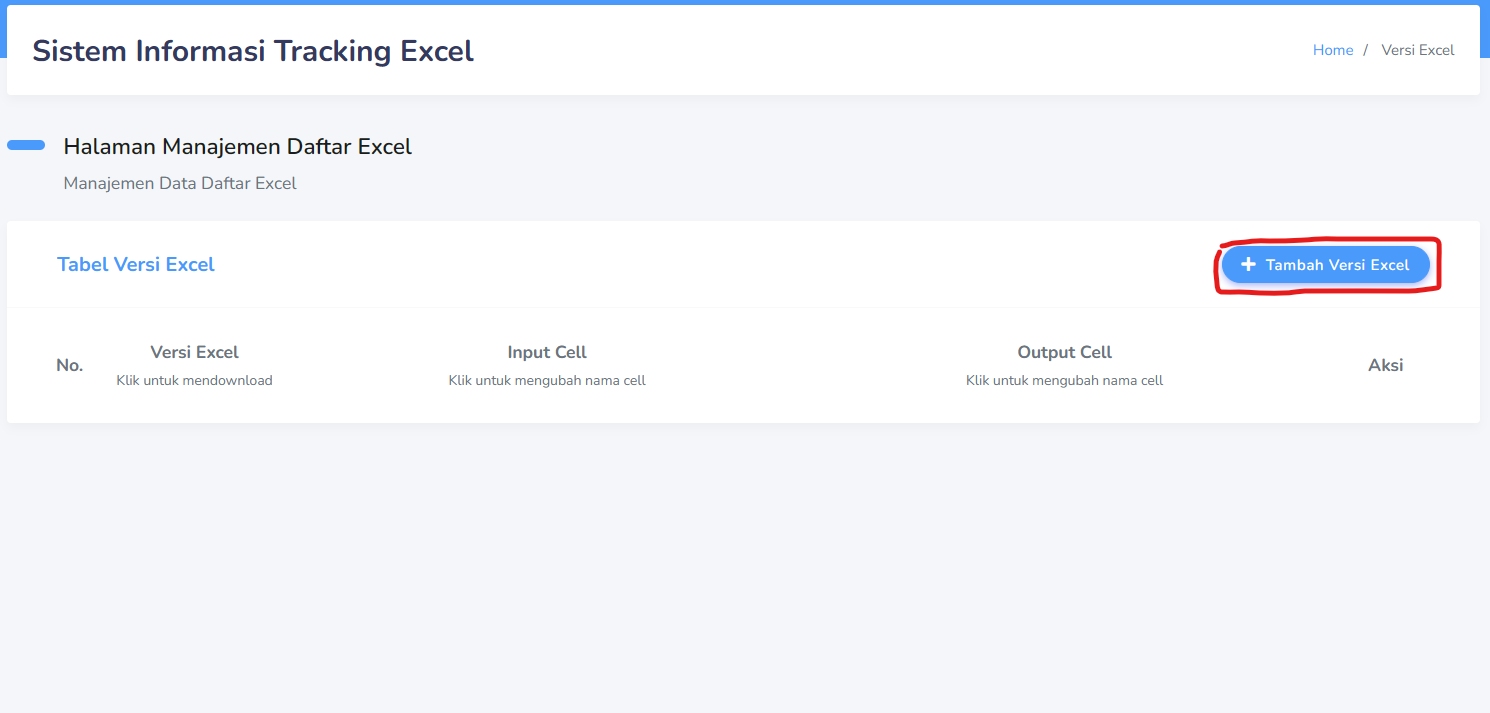 Sistem Informasi Tracking Excel
Home / Versi Excel
Halaman Manajemen Daftar Excel
Manajemen Data Daftar Excel
Tabel Versi Excel
+ Tambah Versi Excel
No.
Versi Excel
Klik untuk mendownload
Input Cell
Klik untuk mengubah nama cell
Output Cell
Klik untuk mengubah nama cell
Aksi